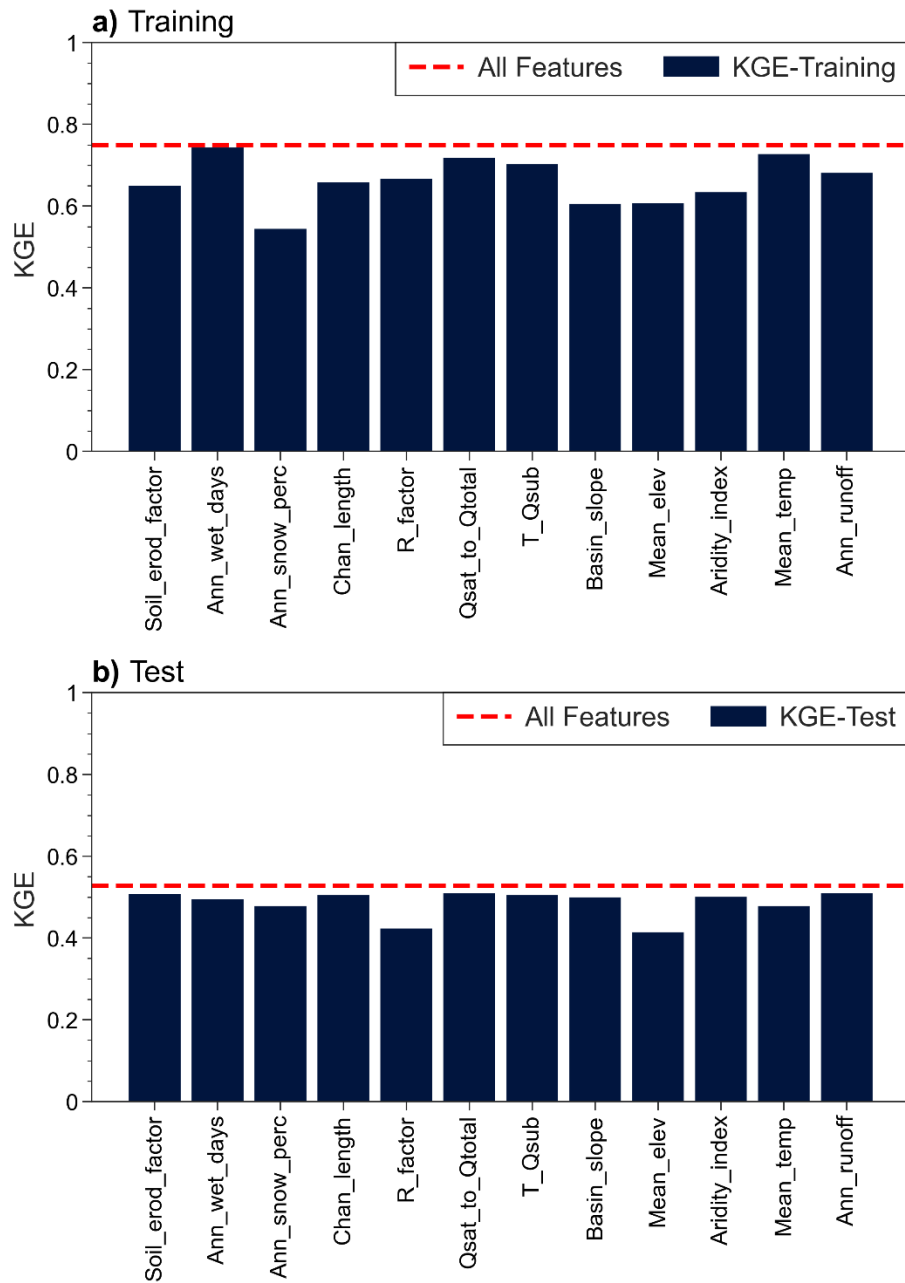 a) Training
All Features KGE-Training
1
0.8
0.6
0.4
0.2
0
KGE
Soil_erod_factor
Ann_wet_days
Ann_snow_perc
Chan_length
R_factor
Qsat_to_Qtotal
T_Qsub
Basin_slope
Mean_elev
Aridity_index
Mean_temp
Ann_runoff
b) Test
All Features KGE-Test
1
0.8
0.6
0.4
0.2
0
KGE
Soil_erod_factor
Ann_wet_days
Ann_snow_perc
Chan_length
R_factor
Qsat_to_Qtotal
T_Qsub
Basin_slope
Mean_elev
Aridity_index
Mean_temp
Ann_runoff